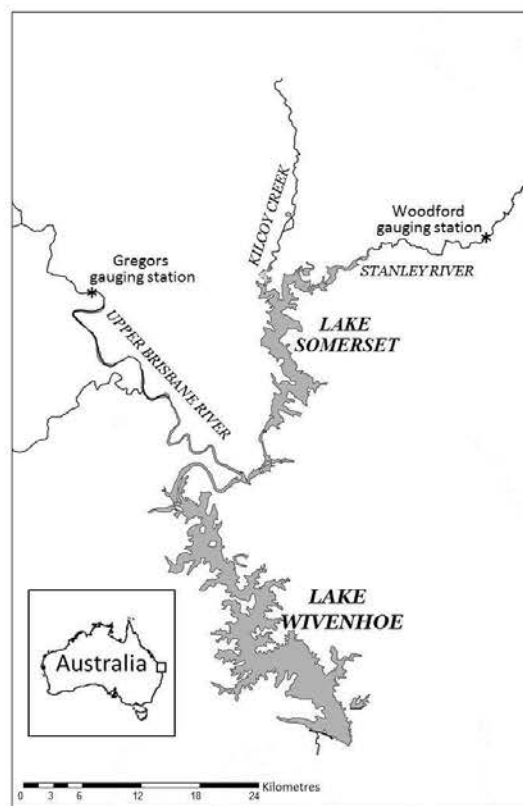 KILCOY CREEK
Woodford
gauging station
Gregors
gauging station
STANLEY RIVER
UPPER BRISBANE RIVER
LAKE
SOMERSET
LAKE
WIVENHOE
Australia
0 3 6 12 18 24 Kilometres